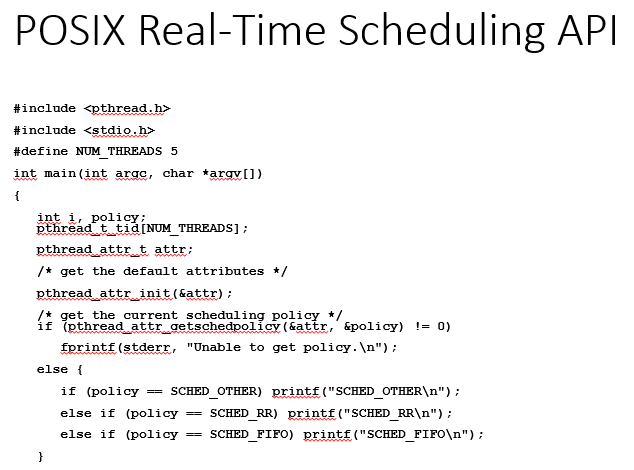 POSIX Real-Time Scheduling API
#include <pthread.h>
#include <stdio.h>
#define NUM_THREADS 5
int main(int argc, char *argv[])
{
int i, policy;
pthread_t_tid[NUM_THREADS];
pthread_attr_t attr;
/* get the default attributes */
pthread_attr_init(&attr);
/* get the current scheduling policy */
if (pthread_attr_getschedpolicy(&attr, &policy) != 0)
fprintf(stderr, "Unable to get policy.\n");
else {
if (policy == SCHED_OTHER) printf("SCHED_OTHER\n");
else if (policy == SCHED_RR) printf("SCHED_RR\n");
else if (policy == SCHED_FIFO) printf("SCHED_FIFO\n");
}